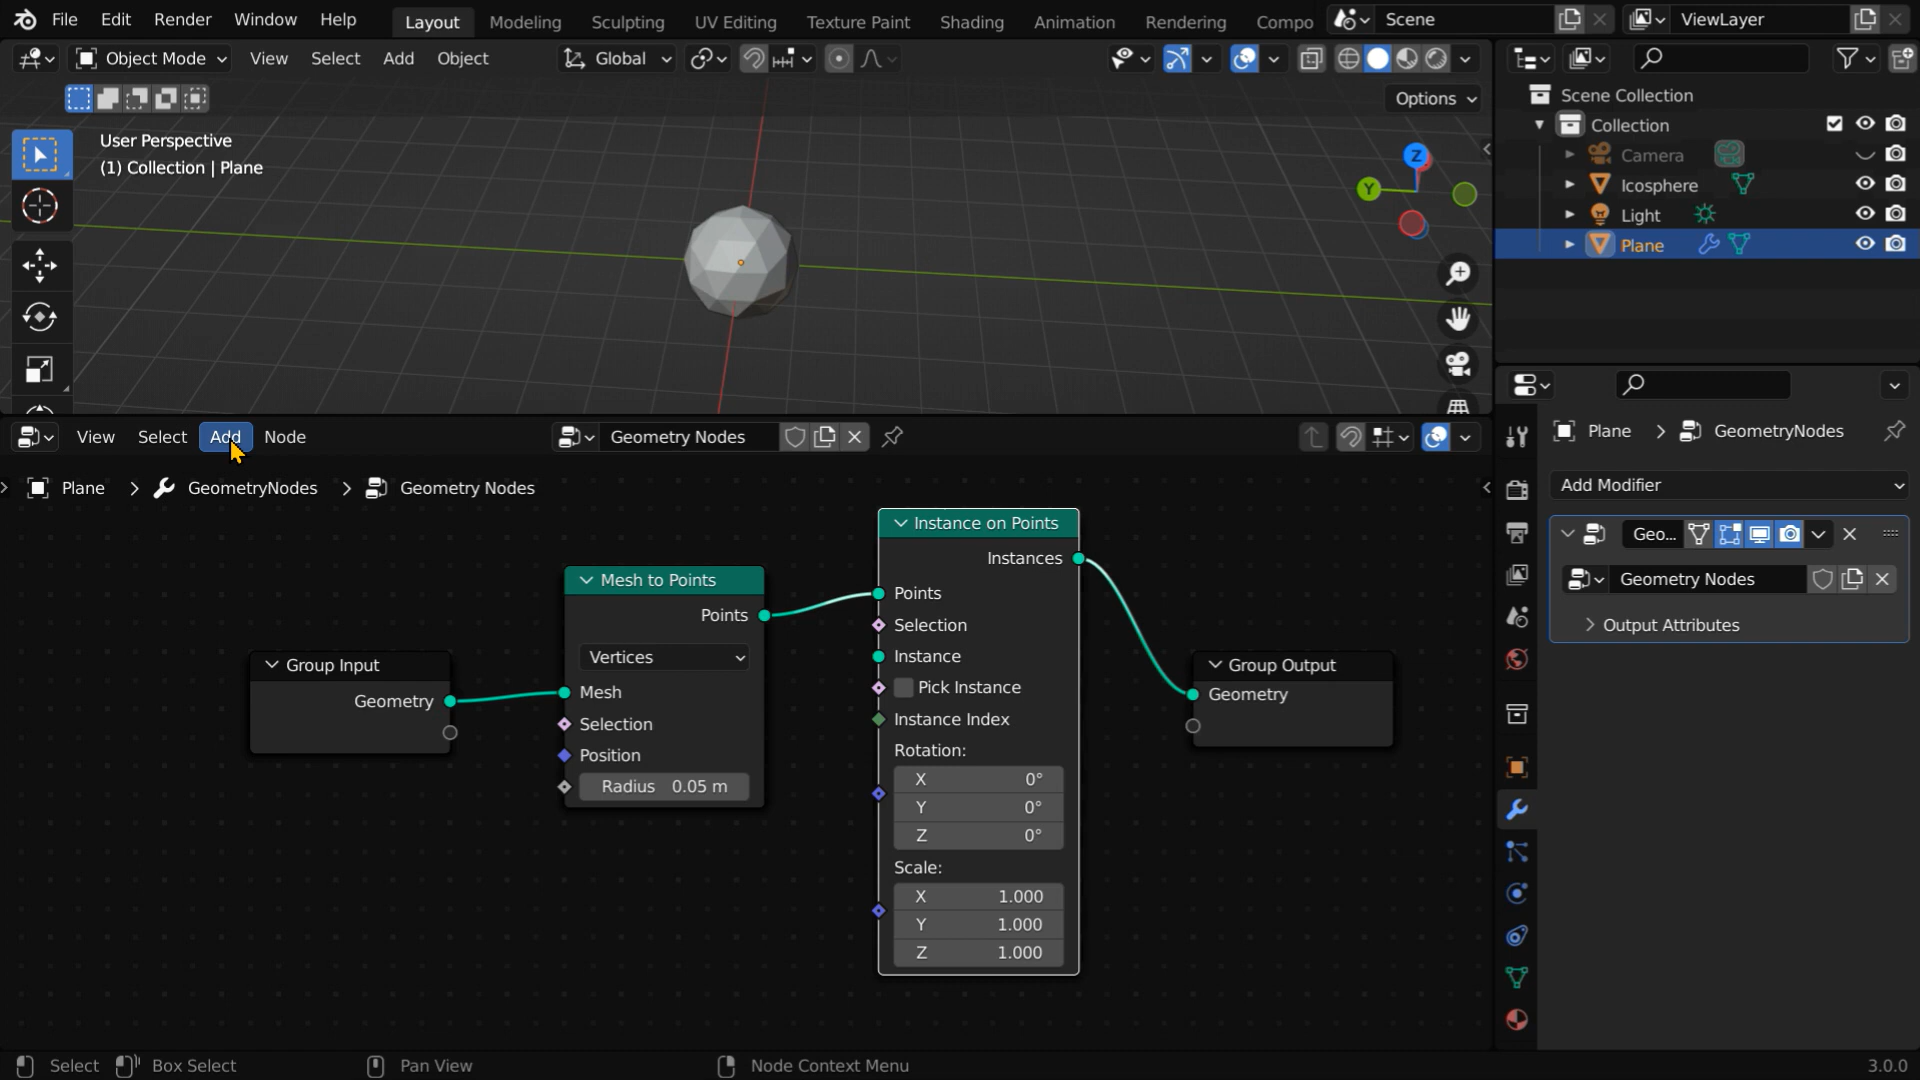 File Edit Render Window Help Layout Modeling Sculpting UV Editing Texture Paint Shading Animation Rendering Compo Scene ViewLayer
Object Mode View Select Add Object Global
Options
User Perspective
(1) Collection | Plane
Z
Y
Scene Collection
Collection
Camera
Icosphere
Light
Plane
View Select Add Node Geometry Nodes
Plane > GeometryNodes > Geometry Nodes
Group Input
Geometry
Mesh to Points
Points
Vertices
Mesh
Selection
Position
Radius 0.05 m
Instance on Points
Instances
Points
Selection
Instance
Pick Instance
Instance Index
Rotation:
X 0°
Y 0°
Z 0°
Scale:
X 1.000
Y 1.000
Z 1.000
Group Output
Geometry
Plane > GeometryNodes
Add Modifier
Geo...
Geometry Nodes
Output Attributes
Select Box Select Pan View Node Context Menu 3.0.0